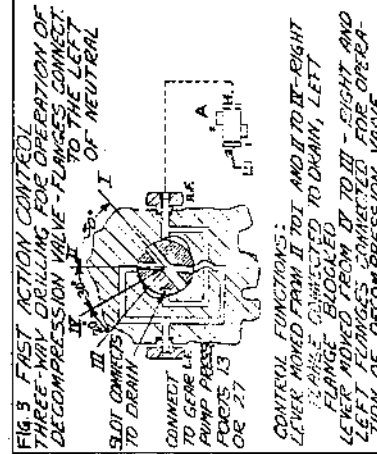 FIG.3 FAST ACTION CONTROL
THREE-WAY DRILLING FOR OPERATION OF
DECOMPRESSION VALVE - FLANGES CONNECT.
TO THE LEFT
OF NEUTRAL
50°
I
II
20°
IV
III
SLOT CONNECTS
TO DRAIN
R.F.
A
CONNECT
TO GEAR L.F.
PUMP PRESS.
PORTS 13
OR 27
CONTROL FUNCTIONS:
LEVER MOVED FROM II TO I AND II TO IV - RIGHT
FLANGE CONNECTED TO DRAIN, LEFT
FLANGE BLOCKED
LEVER MOVED FROM IV TO III - RIGHT AND
LEFT FLANGES CONNECTED FOR OPERA-
TION OF DECOMPRESSION VALVE